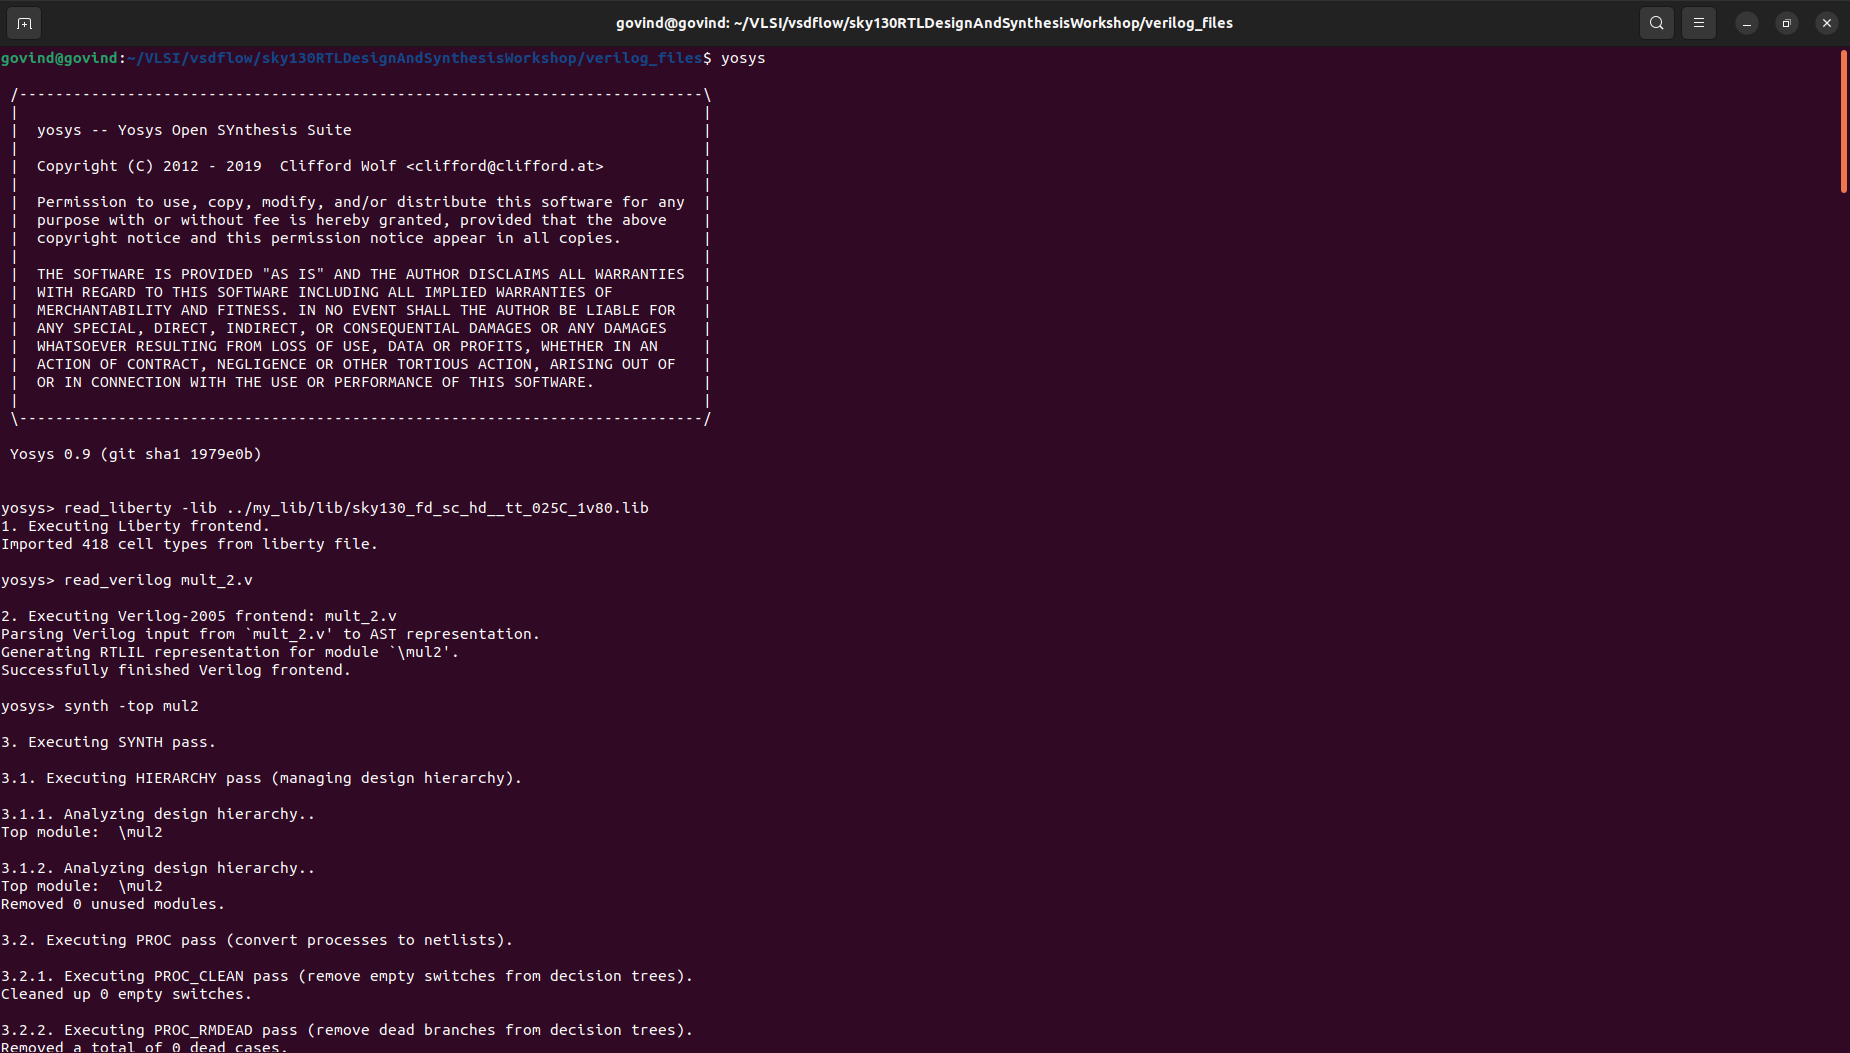 govind@govind: ~/VLSI/vsdflow/sky130RTLDesignAndSynthesisWorkshop/verilog_files
govind@govind:~/VLSI/vsdflow/sky130RTLDesignAndSynthesisWorkshop/verilog_files$ yosys
/----------------------------------------------------------------------------\
|                                                                            |
|  yosys -- Yosys Open SYnthesis Suite                                       |
|                                                                            |
|  Copyright (C) 2012 - 2019  Clifford Wolf <clifford@clifford.at>           |
|                                                                            |
|  Permission to use, copy, modify, and/or distribute this software for any  |
|  purpose with or without fee is hereby granted, provided that the above    |
|  copyright notice and this permission notice appear in all copies.         |
|                                                                            |
|  THE SOFTWARE IS PROVIDED "AS IS" AND THE AUTHOR DISCLAIMS ALL WARRANTIES  |
|  WITH REGARD TO THIS SOFTWARE INCLUDING ALL IMPLIED WARRANTIES OF          |
|  MERCHANTABILITY AND FITNESS. IN NO EVENT SHALL THE AUTHOR BE LIABLE FOR   |
|  ANY SPECIAL, DIRECT, INDIRECT, OR CONSEQUENTIAL DAMAGES OR ANY DAMAGES    |
|  WHATSOEVER RESULTING FROM LOSS OF USE, DATA OR PROFITS, WHETHER IN AN     |
|  ACTION OF CONTRACT, NEGLIGENCE OR OTHER TORTIOUS ACTION, ARISING OUT OF   |
|  OR IN CONNECTION WITH THE USE OR PERFORMANCE OF THIS SOFTWARE.            |
|                                                                            |
\----------------------------------------------------------------------------/
Yosys 0.9 (git sha1 1979e0b)
yosys> read_liberty -lib ../my_lib/lib/sky130_fd_sc_hd__tt_025C_1v80.lib
1. Executing Liberty frontend.
Imported 418 cell types from liberty file.
yosys> read_verilog mult_2.v
2. Executing Verilog-2005 frontend: mult_2.v
Parsing Verilog input from `mult_2.v' to AST representation.
Generating RTLIL representation for module `\mul2'.
Successfully finished Verilog frontend.
yosys> synth -top mul2
3. Executing SYNTH pass.
3.1. Executing HIERARCHY pass (managing design hierarchy).
3.1.1. Analyzing design hierarchy..
Top module:  \mul2
3.1.2. Analyzing design hierarchy..
Top module:  \mul2
Removed 0 unused modules.
3.2. Executing PROC pass (convert processes to netlists).
3.2.1. Executing PROC_CLEAN pass (remove empty switches from decision trees).
Cleaned up 0 empty switches.
3.2.2. Executing PROC_RMDEAD pass (remove dead branches from decision trees).
Removed a total of 0 dead cases.